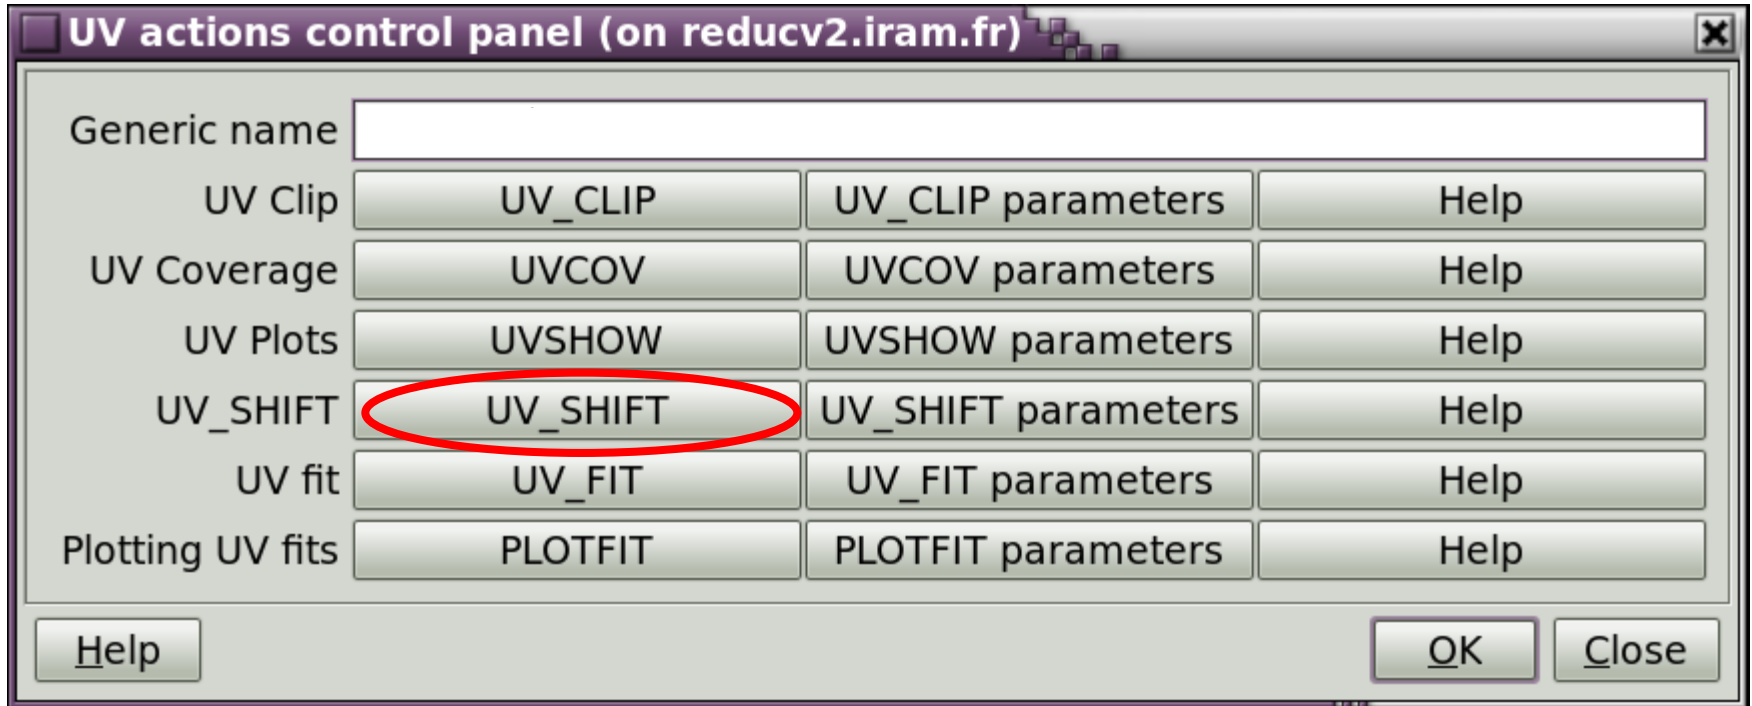 UV actions control panel (on reducv2.iram.fr)
Generic name
UV Clip UV_CLIP UV_CLIP parameters Help
UV Coverage UVCOV UVCOV parameters Help
UV Plots UVSHOW UVSHOW parameters Help
UV_SHIFT UV_SHIFT UV_SHIFT parameters Help
UV fit UV_FIT UV_FIT parameters Help
Plotting UV fits PLOTFIT PLOTFIT parameters Help
Help OK Close